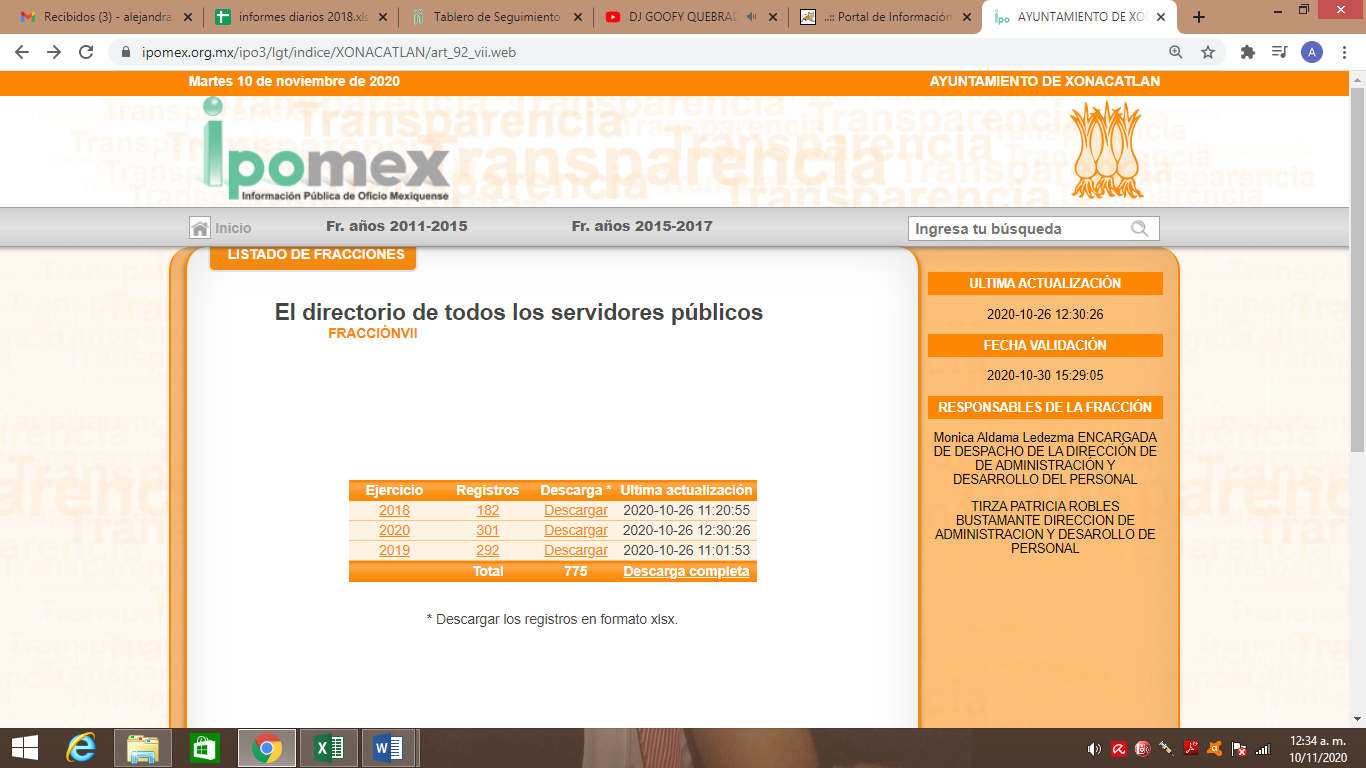 Recibidos (3) - alejandra
informes diarios 2018.xls
Tablero de Seguimiento
DJ GOOFY QUEBRAD
..:: Portal de Información
AYUNTAMIENTO DE XO
ipomex.org.mx/ipo3/lgt/indice/XONACATLAN/art_92_vii.web
A
Martes 10 de noviembre de 2020
AYUNTAMIENTO DE XONACATLAN
Transparencia
ipomex
Información Pública de Oficio Mexiquense
Inicio
Fr. años 2011-2015
Fr. años 2015-2017
Ingresa tu búsqueda
LISTADO DE FRACCIONES
El directorio de todos los servidores públicos
FRACCIÓNVII
Ejercicio Registros Descarga * Ultima actualización
2018 182 Descargar 2020-10-26 11:20:55
2020 301 Descargar 2020-10-26 12:30:26
2019 292 Descargar 2020-10-26 11:01:53
Total 775 Descarga completa
* Descargar los registros en formato xlsx.
ULTIMA ACTUALIZACIÓN
2020-10-26 12:30:26
FECHA VALIDACIÓN
2020-10-30 15:29:05
RESPONSABLES DE LA FRACCIÓN
Monica Aldama Ledezma ENCARGADA
DE DESPACHO DE LA DIRECCIÓN DE
DE ADMINISTRACIÓN Y
DESARROLLO DEL PERSONAL
TIRZA PATRICIA ROBLES
BUSTAMANTE DIRECCION DE
ADMINISTRACION Y DESAROLLO DE
PERSONAL
12:34 a. m.
10/11/2020